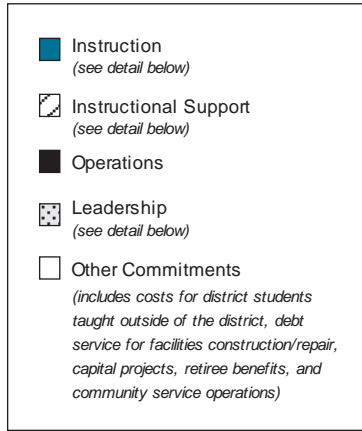 Instruction
(see detail below)
Instructional Support
(see detail below)
Operations
Leadership
(see detail below)
Other Commitments
(includes costs for district students
taught outside of the district, debt
service for facilities construction/repair,
capital projects, retiree benefits, and
community service operations)